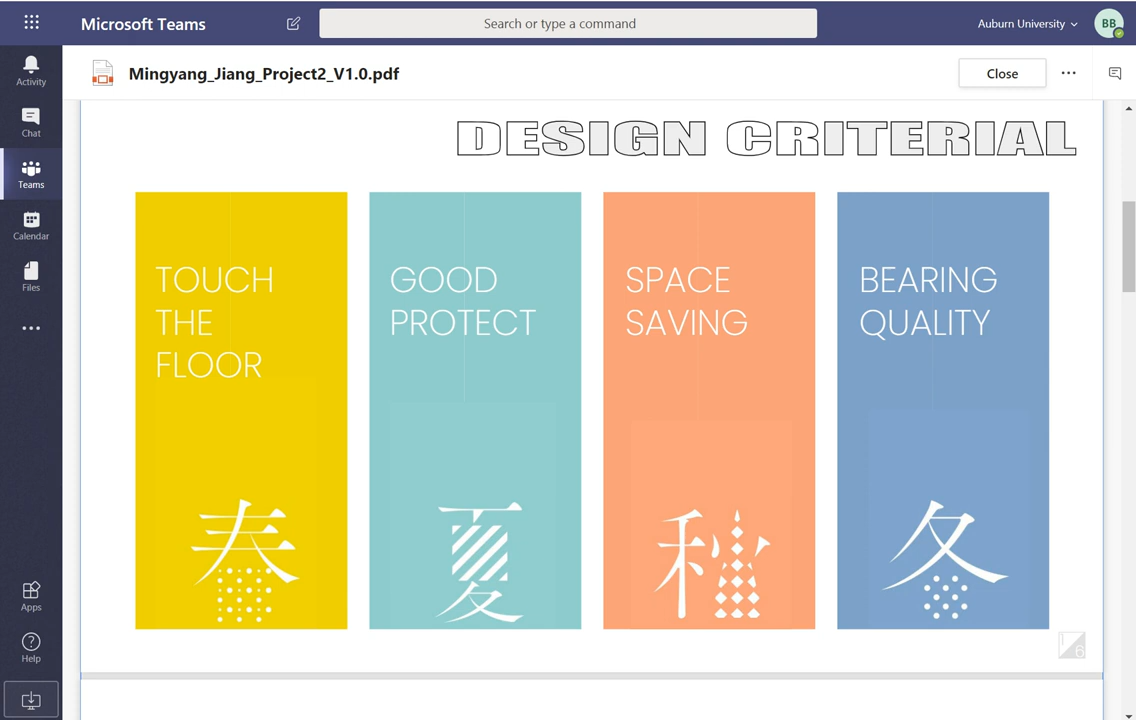 Microsoft Teams
Search or type a command
Auburn University
BB
Activity
Chat
Teams
Calendar
Files
Apps
Help
Mingyang_Jiang_Project2_V1.0.pdf
Close
DESIGN CRITERIAL
TOUCH
THE
FLOOR
春
GOOD
PROTECT
夏
SPACE
SAVING
秋
BEARING
QUALITY
冬